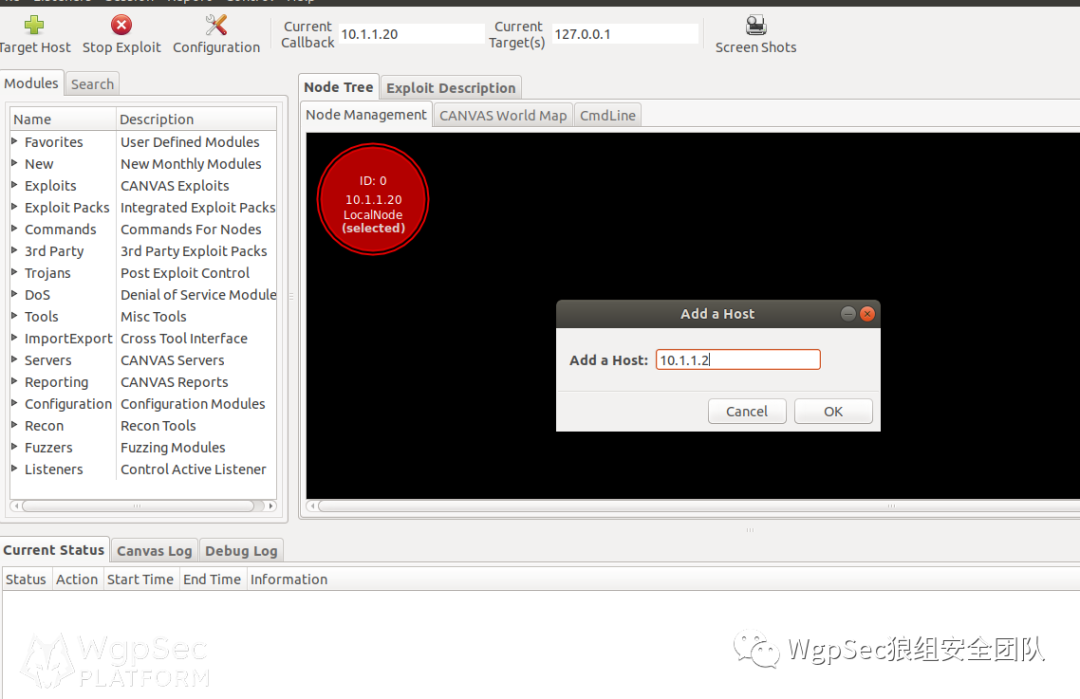 Target Host Stop Exploit Configuration
Current Callback 10.1.1.20
Current Target(s) 127.0.0.1
Screen Shots
Modules Search
Name Description
Favorites User Defined Modules
New New Monthly Modules
Exploits CANVAS Exploits
Exploit Packs Integrated Exploit Packs
Commands Commands For Nodes
3rd Party 3rd Party Exploit Packs
Trojans Post Exploit Control
DoS Denial of Service Module
Tools Misc Tools
ImportExport Cross Tool Interface
Servers CANVAS Servers
Reporting CANVAS Reports
Configuration Configuration Modules
Recon Recon Tools
Fuzzers Fuzzing Modules
Listeners Control Active Listener
Node Tree Exploit Description
Node Management CANVAS World Map CmdLine
ID: 0
10.1.1.20
LocalNode
(selected)
Add a Host
Add a Host: 10.1.1.2
Cancel OK
Current Status Canvas Log Debug Log
Status Action Start Time End Time Information
WgpSec
PLATFORM
WgpSec狼组安全团队